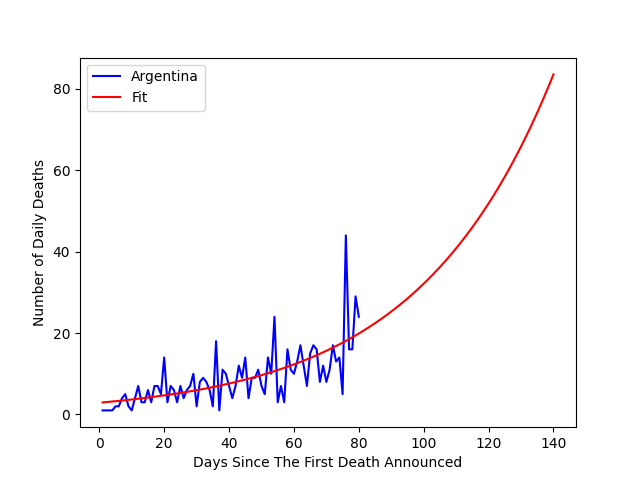 Argentina
Fit
Number of Daily Deaths
80
60
40
20
0
0 20 40 60 80 100 120 140
Days Since The First Death Announced